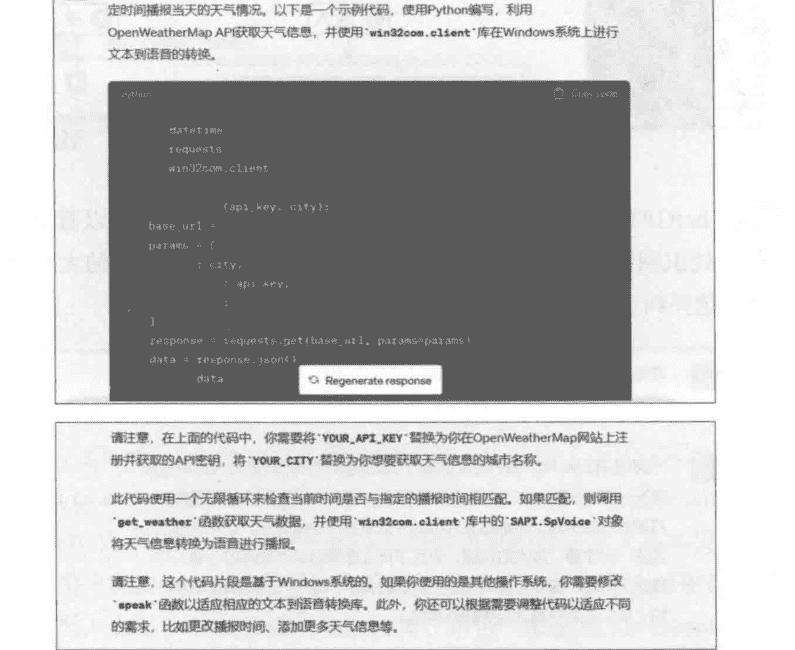 定时间播报当天的天气情况。以下是一个示例代码，使用Python编写，利用
OpenWeatherMap API获取天气信息，并使用`win32com.client`库在Windows系统上进行
文本到语音的转换。
python
Copy code
datetime
requests
win32com.client
(api_key, city):
base_url =
params = {
: city,
: api_key,
:
}
response = requests.get(base_url, params=params)
data = response.json()
data
Regenerate response
请注意，在上面的代码中，你需要将`YOUR_API_KEY`替换为你在OpenWeatherMap网站上注
册并获取的API密钥，将`YOUR_CITY`替换为你想要获取天气信息的城市名称。
此代码使用一个无限循环来检查当前时间是否与指定的播报时间相匹配。如果匹配，则调用
`get_weather`函数获取天气数据，并使用`win32com.client`库中的`SAPI.SpVoice`对象
将天气信息转换为语音进行播报。
请注意，这个代码片段是基于Windows系统的。如果你使用的是其他操作系统，你需要修改
`speak`函数以适应相应的文本到语音转换库。此外，你还可以根据需要调整代码以适应不同
的需求，比如更改播报时间、添加更多天气信息等。